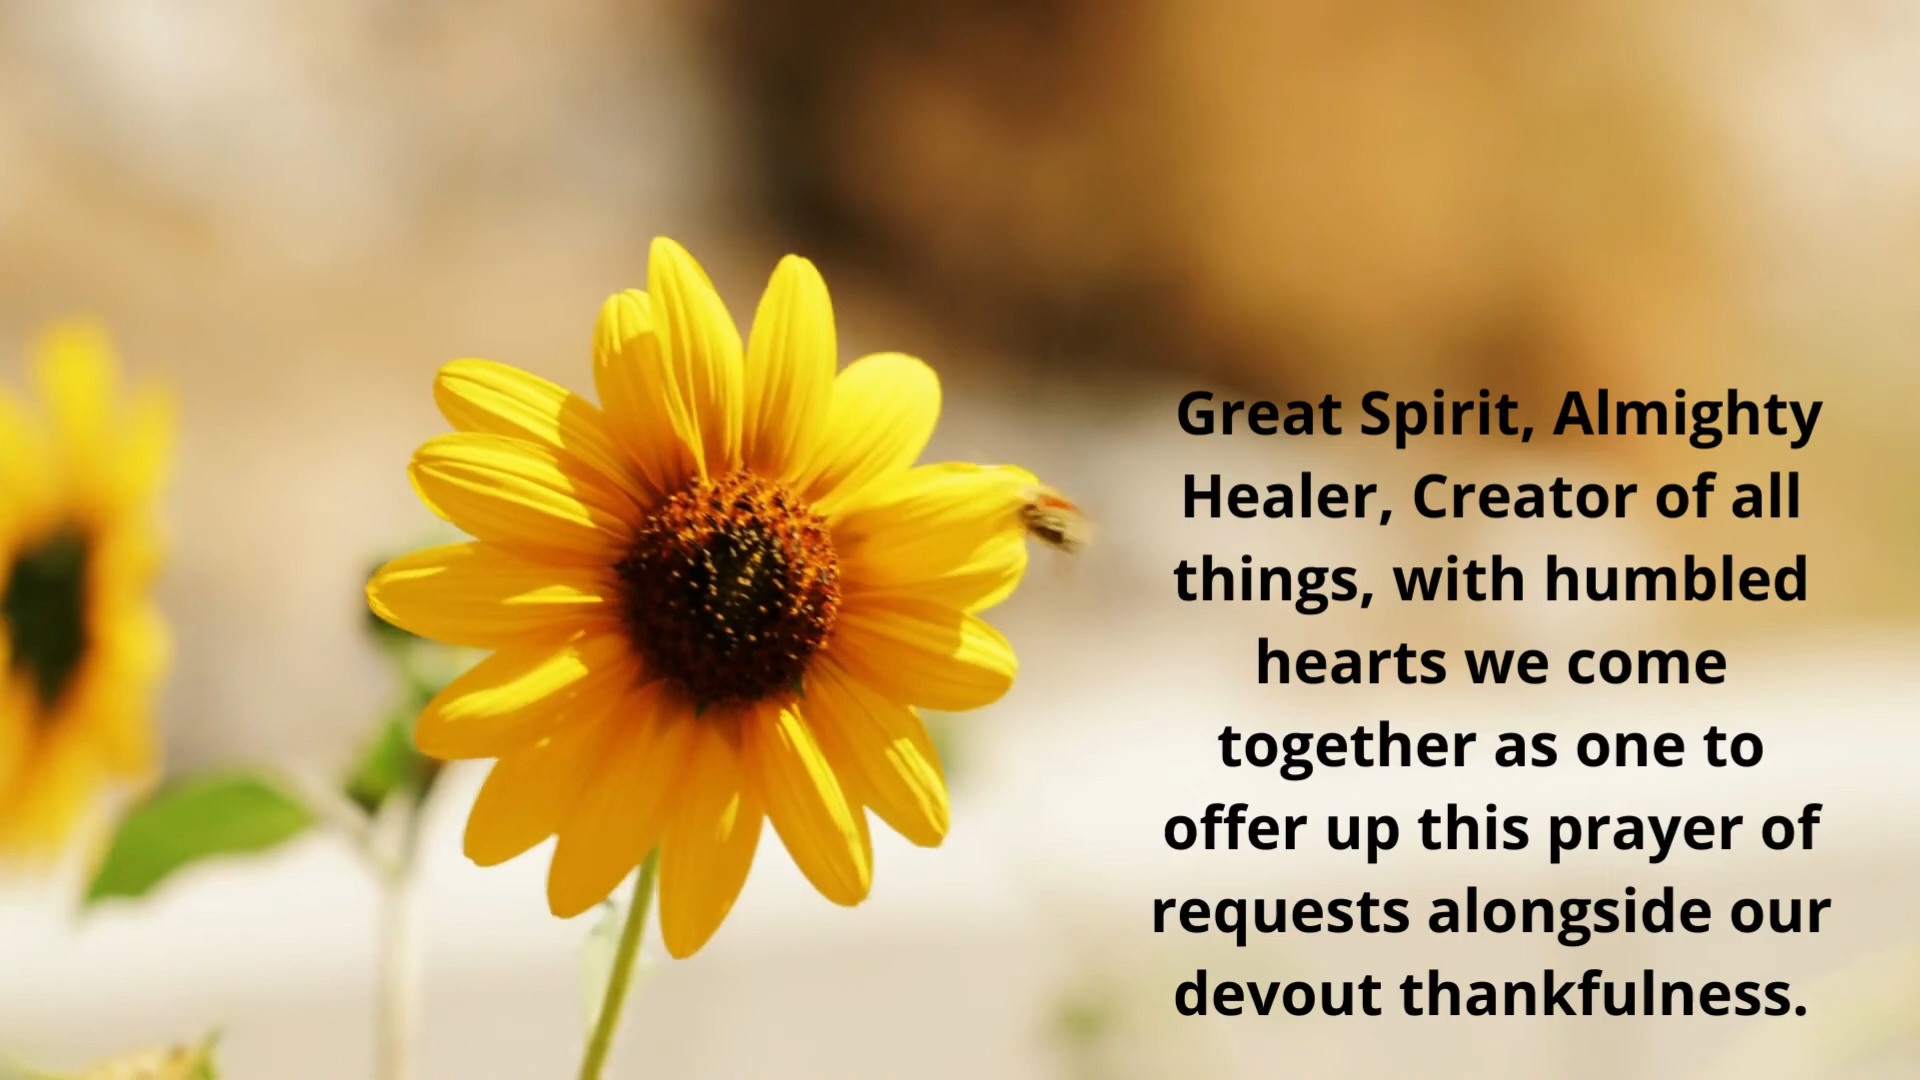 Great Spirit, Almighty
Healer, Creator of all
things, with humbled
hearts we come
together as one to
offer up this prayer of
requests alongside our
devout thankfulness.